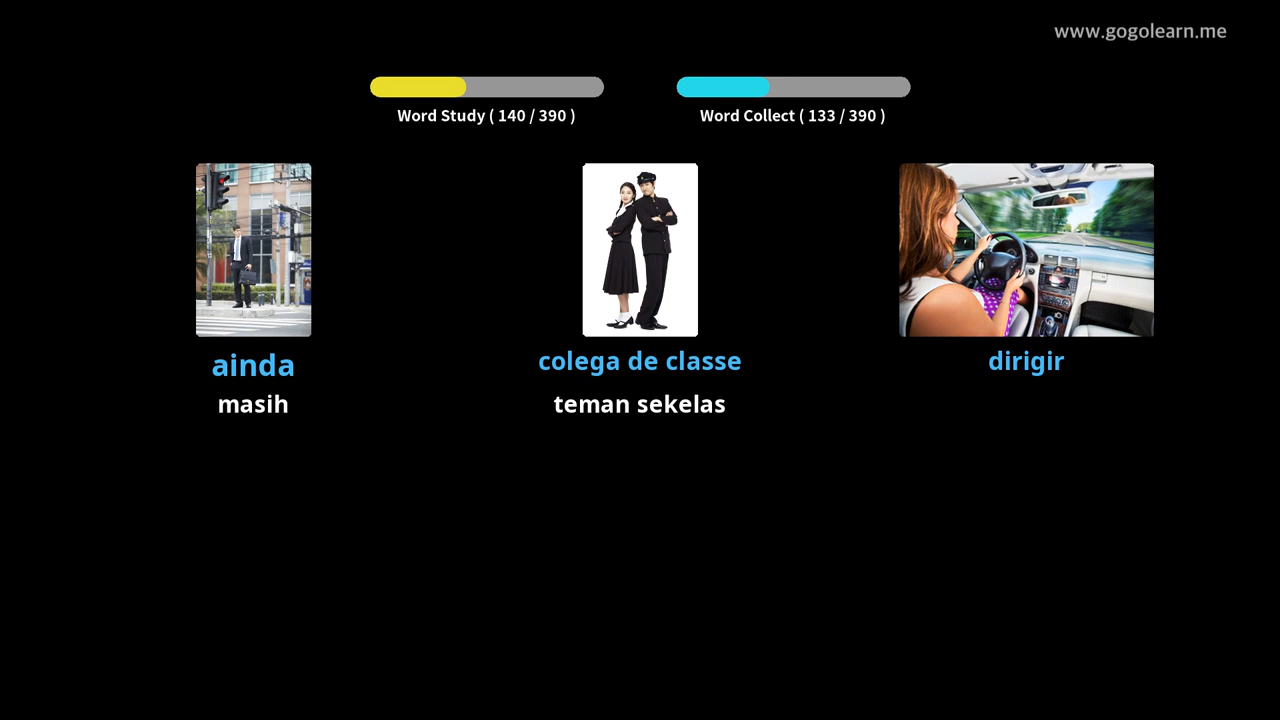 www.gogolearn.me
Word Study ( 140 / 390 )
Word Collect ( 133 / 390 )
ainda
colega de classe
dirigir
masih
teman sekelas